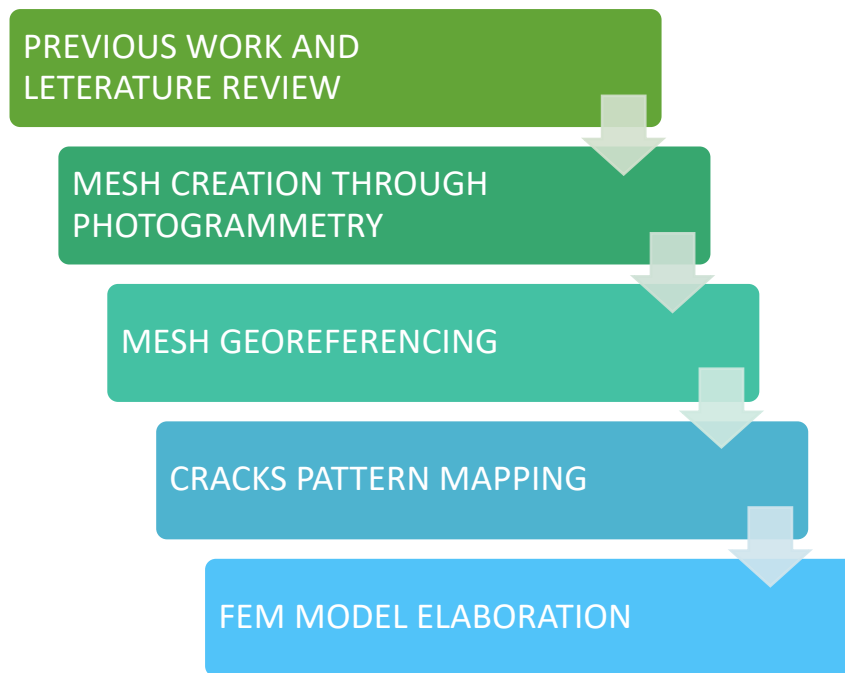 PREVIOUS WORK AND
LETERATURE REVIEW
MESH CREATION THROUGH
PHOTOGRAMMETRY
MESH GEOREFERENCING
CRACKS PATTERN MAPPING
FEM MODEL ELABORATION